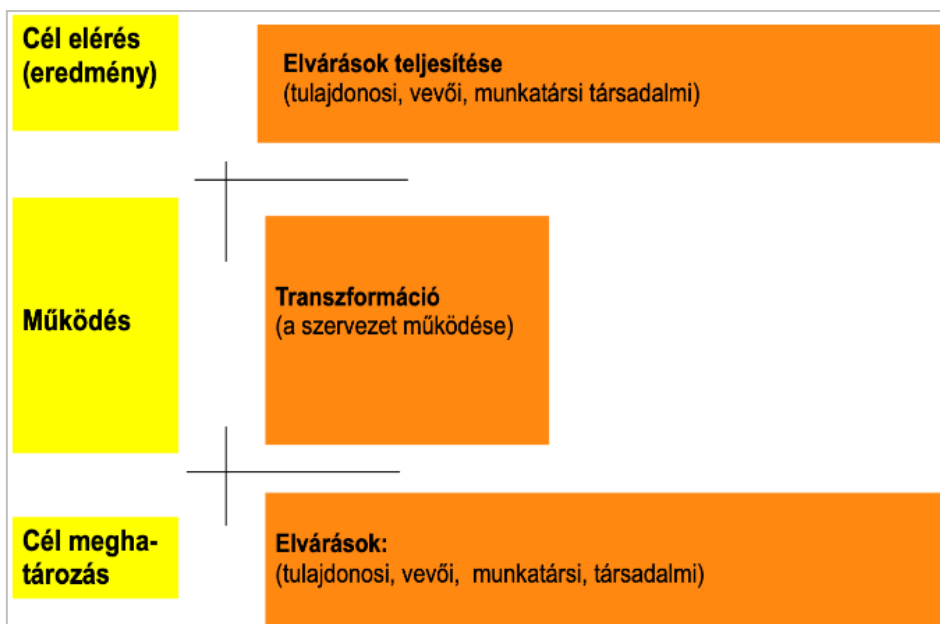 Cél elérés
(eredmény)
Elvárások teljesítése
(tulajdonosi, vevői, munkatársi társadalmi)
Működés
Transzformáció
(a szervezet működése)
Cél megha-
tározás
Elvárások:
(tulajdonosi, vevői, munkatársi, társadalmi)